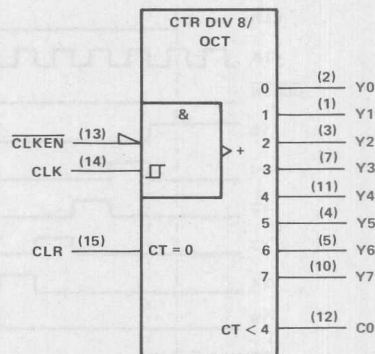 CTR DIV 8/
OCT
0 (2) Y0
&
1 (1) Y1
CLKEN (13) + 2 (3) Y2
CLK (14) 3 (7) Y3
4 (11) Y4
5 (4) Y5
CLR (15) CT = 0 6 (5) Y6
7 (10) Y7
CT < 4 (12) C0